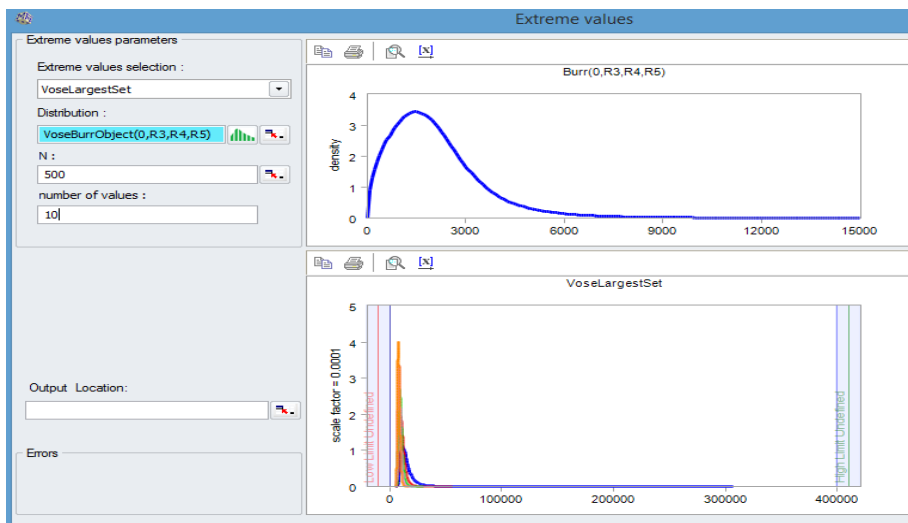 Extreme values
Extreme values parameters
Extreme values selection :
VoseLargestSet
Distribution :
VoseBurrObject(0,R3,R4,R5)
N :
500
number of values :
10
Output Location:
Errors
[x]
Burr(0,R3,R4,R5)
density
4
3
2
1
0
0 3000 6000 9000 12000 15000
[x]
VoseLargestSet
scale factor = 0.0001
5
4
3
2
1
0
Low Limit Undefined
High Limit Undefined
0 100000 200000 300000 400000